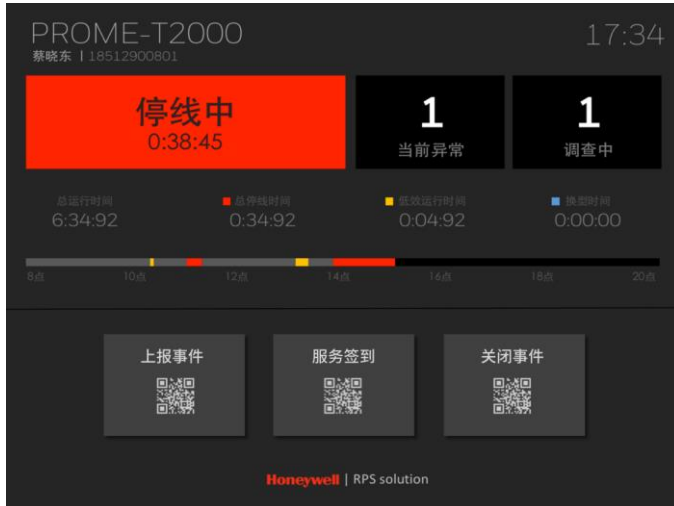 PROME-T2000
17:34
蔡晓东 | 18512900801
停线中
0:38:45
1
当前异常
1
调查中
总运行时间
6:34:92
总停线时间
0:34:92
低效运行时间
0:04:92
换型时间
0:00:00
8点 10点 12点 14点 16点 18点 20点
上报事件
服务签到
关闭事件
Honeywell | RPS solution